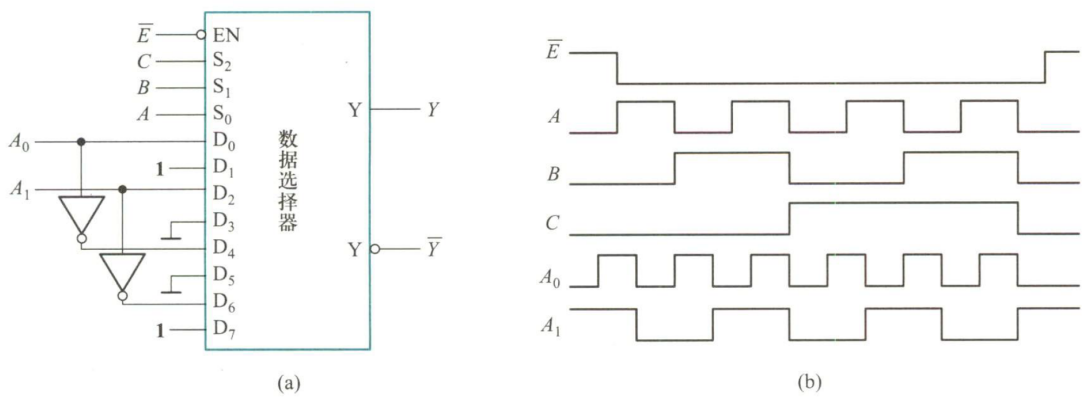 E̅ EN
C S₂
B S₁
A S₀ Y Y
A₀ D₀
1 D₁
A₁ D₂
D₃
D₄ Y Y̅
D₅
D₆
1 D₇
数据选择器
(a)
E̅
A
B
C
A₀
A₁
(b)